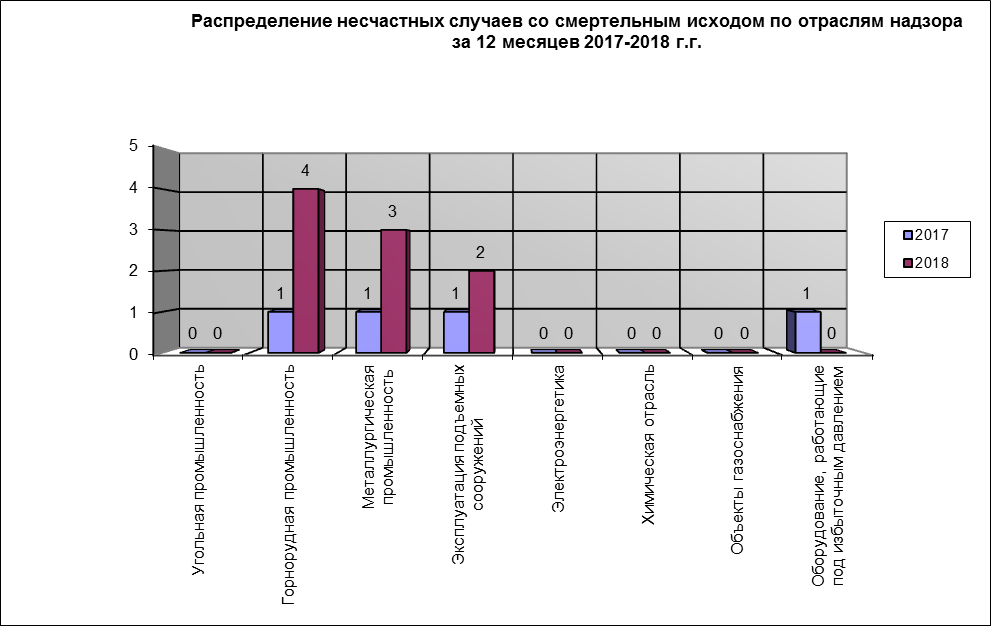 Распределение несчастных случаев со смертельным исходом по отраслям надзора
за 12 месяцев 2017-2018 г.г.
5
4
3
2
1
0
0 0
1 4
1 3
1 2
0 0
0 0
0 0
1 0
2017
2018
Угольная промышленность
Горнорудная промышленность
Металлургическая
промышленность
Эксплуатация подъемных
сооружений
Электроэнергетика
Химическая отрасль
Объекты газоснабжения
Оборудование, работающие
под избыточным давлением